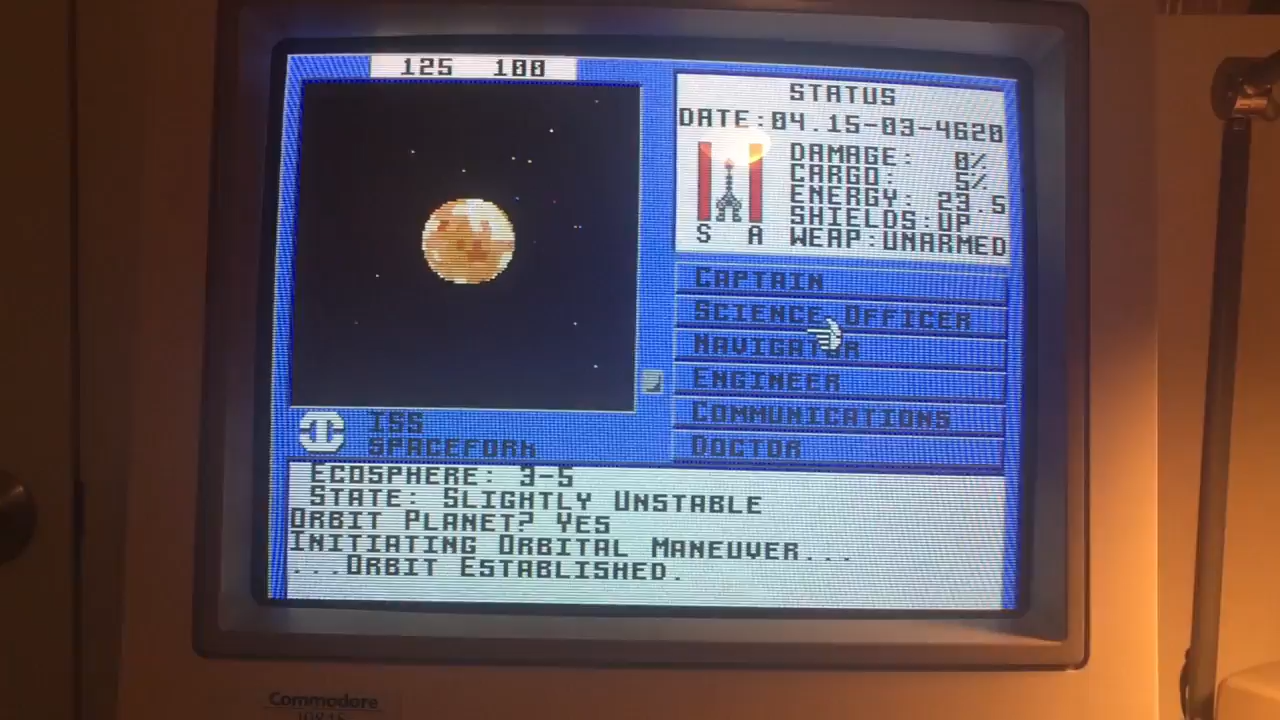 125 100
STATUS
DATE:04.15-03-4620
DAMAGE: 0%
CARGO: 5%
ENERGY: 23.5
SHIELDS:UP
S A WEAP:UNARMED
CAPTAIN
SCIENCE OFFICER
NAVIGATOR
ENGINEER
COMMUNICATIONS
DOCTOR
ISS
SPACEFORK
ECOSPHERE: 3-5
STATE: SLIGHTLY UNSTABLE
ORBIT PLANET? YES
INITIATING ORBITAL MANEUVER...
...ORBIT ESTABLISHED.
Commodore